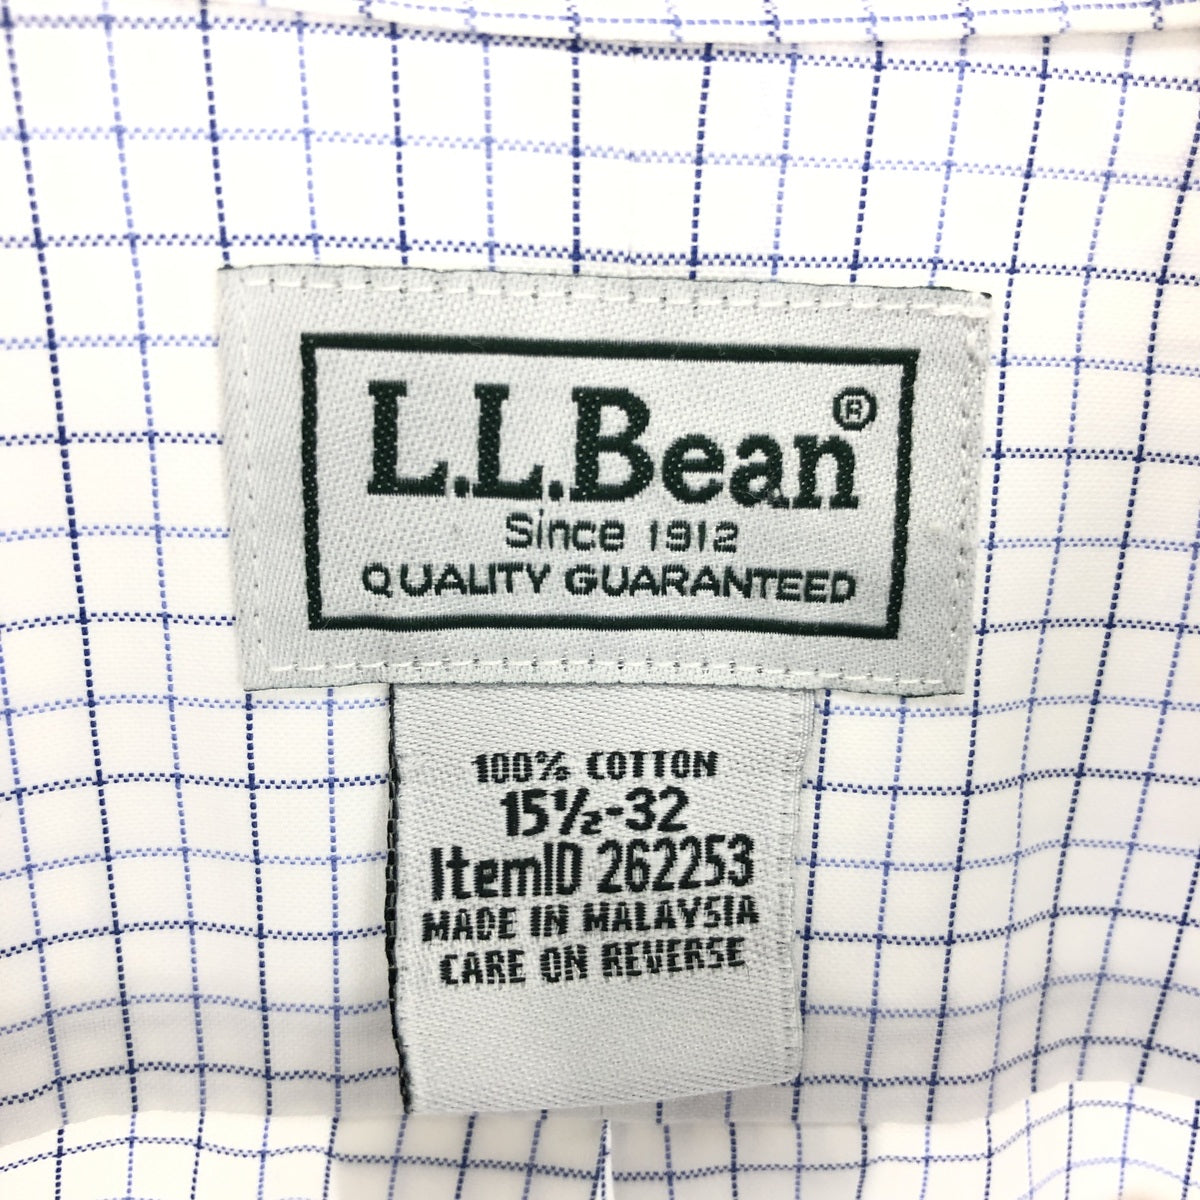 L.L.Bean®
Since 1912
QUALITY GUARANTEED
100% COTTON
15½-32
ItemID 262253
MADE IN MALAYSIA
CARE ON REVERSE